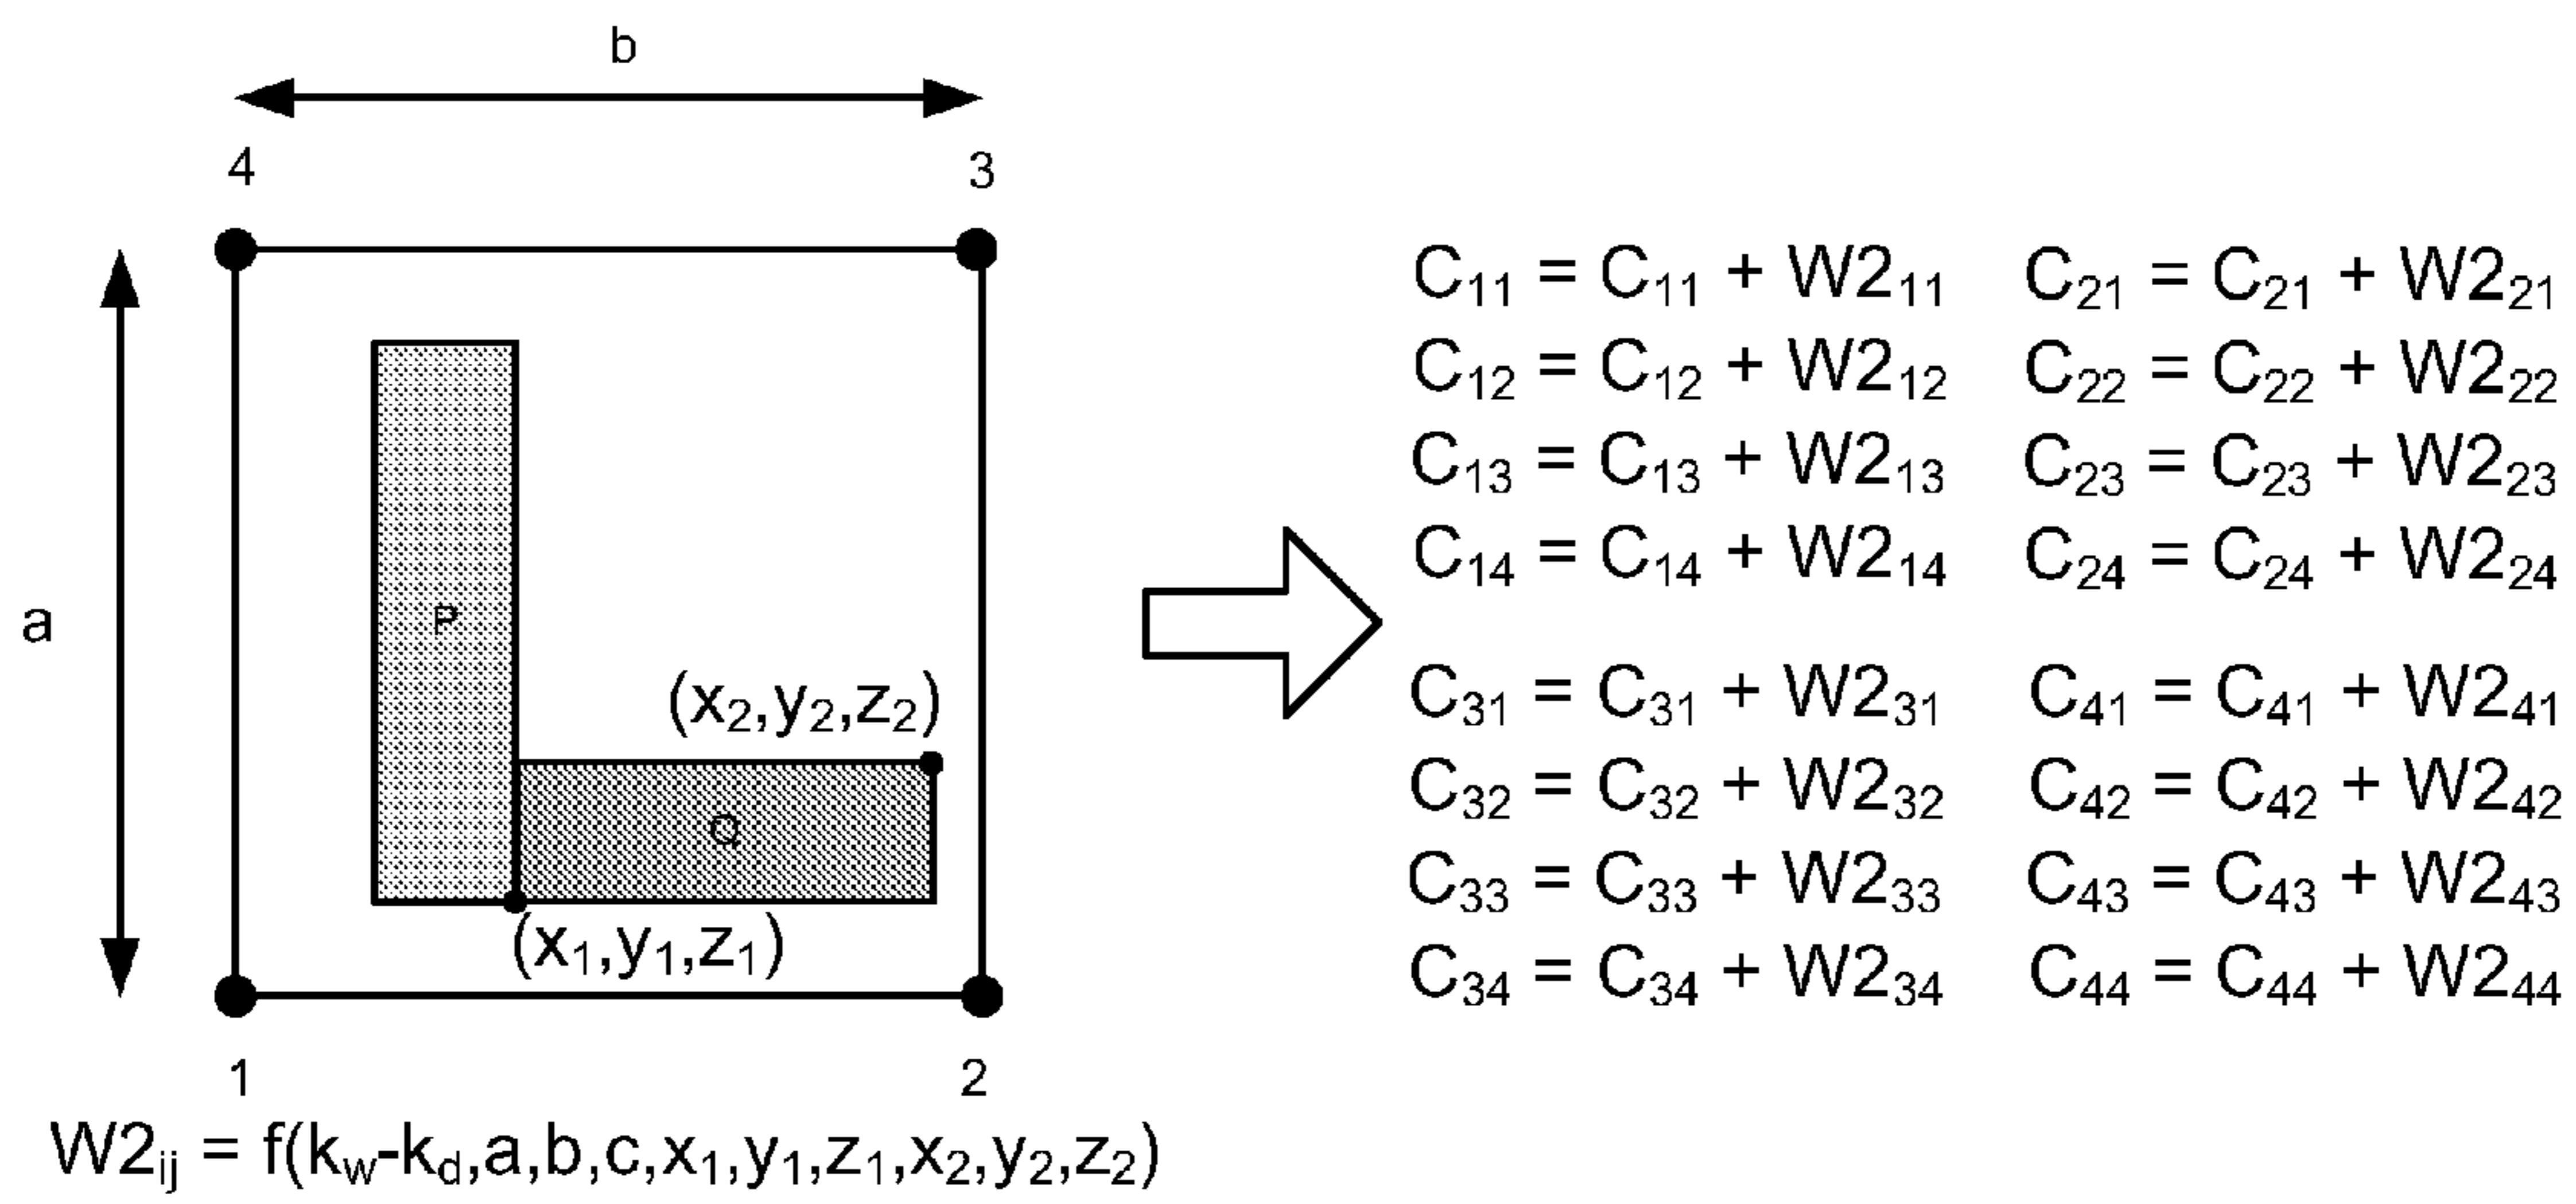 b
4 3
a
P
Q
(x₂,y₂,z₂)
(x₁,y₁,z₁)
1 2
W2ᵢⱼ = f(k_w-k_d,a,b,c,x₁,y₁,z₁,x₂,y₂,z₂)
C₁₁ = C₁₁ + W2₁₁ C₂₁ = C₂₁ + W2₂₁
C₁₂ = C₁₂ + W2₁₂ C₂₂ = C₂₂ + W2₂₂
C₁₃ = C₁₃ + W2₁₃ C₂₃ = C₂₃ + W2₂₃
C₁₄ = C₁₄ + W2₁₄ C₂₄ = C₂₄ + W2₂₄
C₃₁ = C₃₁ + W2₃₁ C₄₁ = C₄₁ + W2₄₁
C₃₂ = C₃₂ + W2₃₂ C₄₂ = C₄₂ + W2₄₂
C₃₃ = C₃₃ + W2₃₃ C₄₃ = C₄₃ + W2₄₃
C₃₄ = C₃₄ + W2₃₄ C₄₄ = C₄₄ + W2₄₄